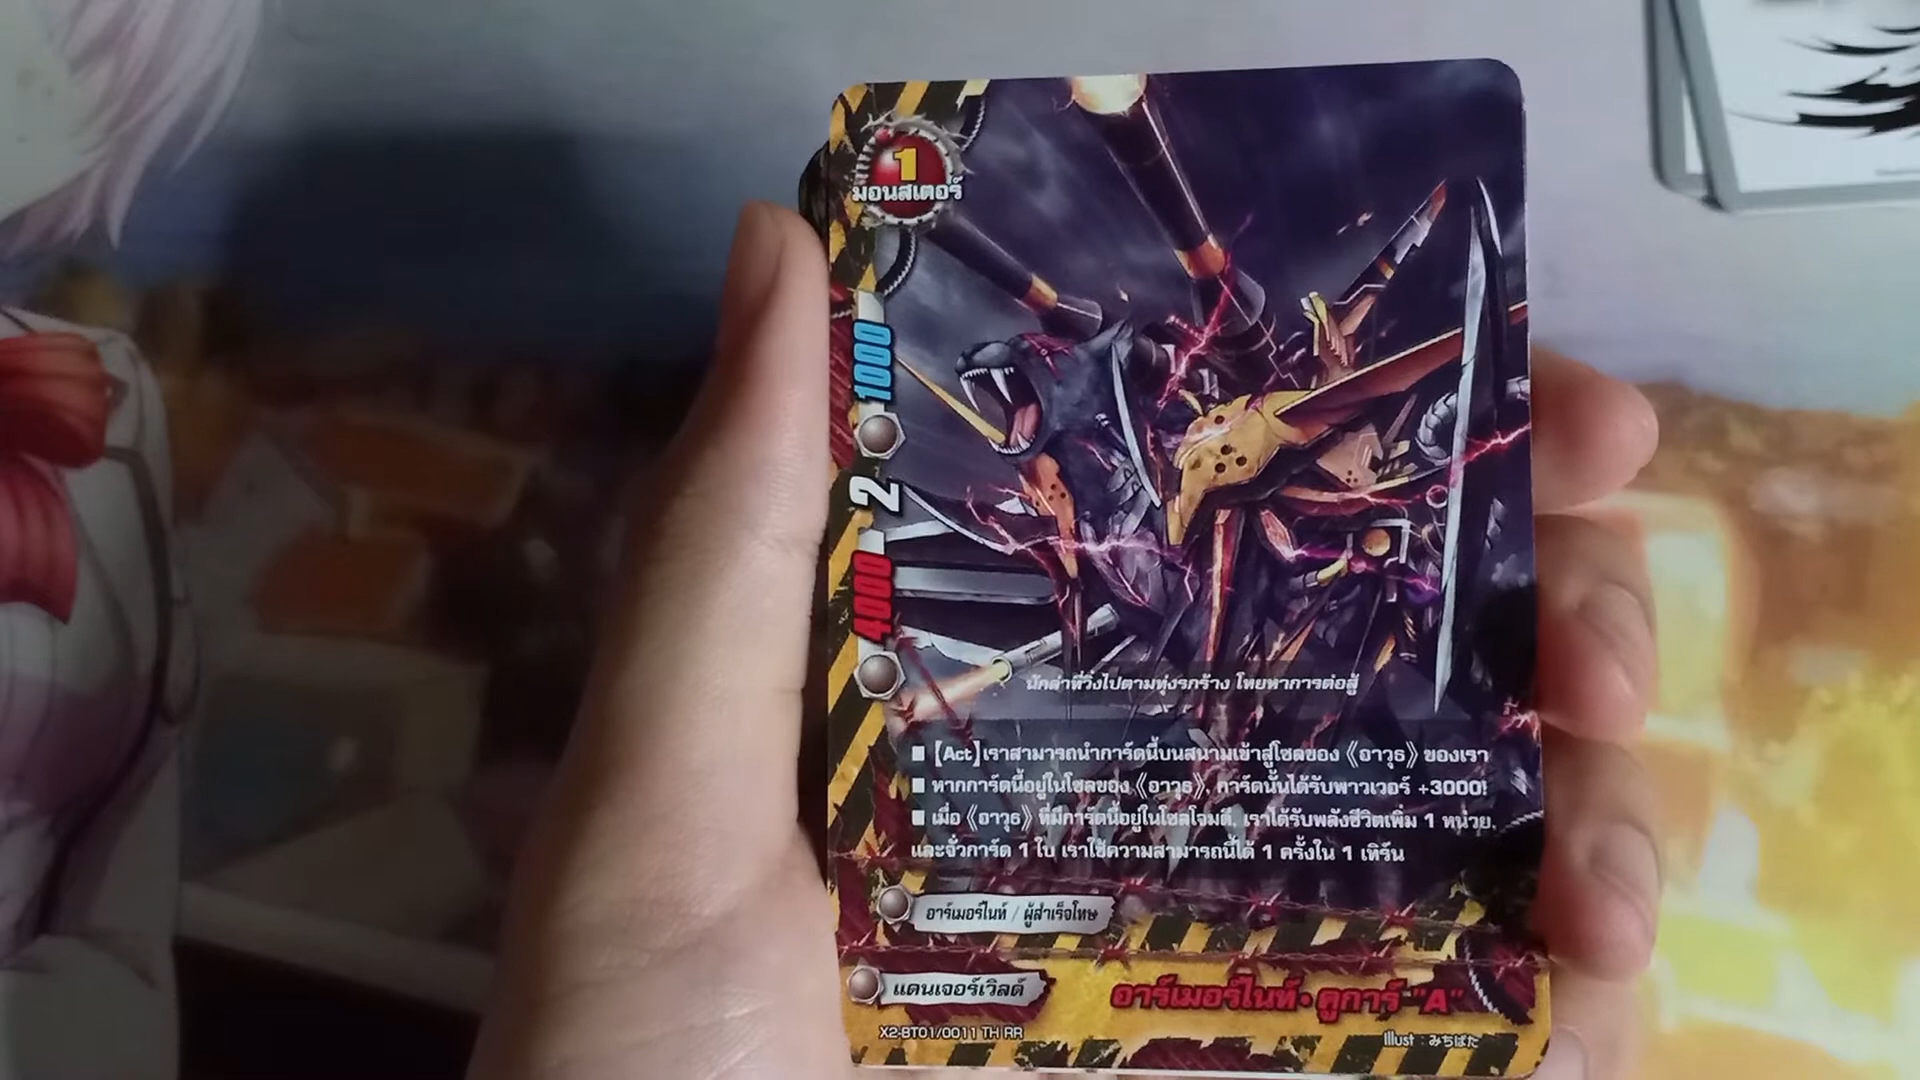 1
มอนสเตอร์
1000
2
4000
นักล่าที่วิ่งไปตามทุ่งรกร้าง โหยหาการต่อสู้
■ 【Act】เราสามารถนำการ์ดนี้บนสนามเข้าสู่โซลของ《อาวุธ》ของเรา
■ หากการ์ดนี้อยู่ในโซลของ《อาวุธ》, การ์ดนั้นได้รับพาวเวอร์ +3000!
■ เมื่อ《อาวุธ》ที่มีการ์ดนี้อยู่ในโซลโจมตี, เราได้รับพลังชีวิตเพิ่ม 1 หน่วย,
และจั่วการ์ด 1 ใบ เราใช้ความสามารถนี้ได้ 1 ครั้งใน 1 เทิร์น
อาร์เมอร์ไนท์ / ผู้สำเร็จโทษ
แดนเจอร์เวิลด์
อาร์เมอร์ไนท์・คูการ์ "A"
X2-BT01/0011 TH RR
Illust : みちばた